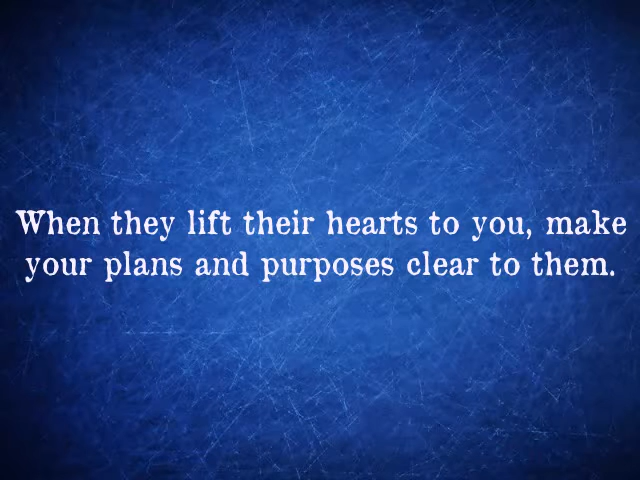 When they lift their hearts to you, make
your plans and purposes clear to them.